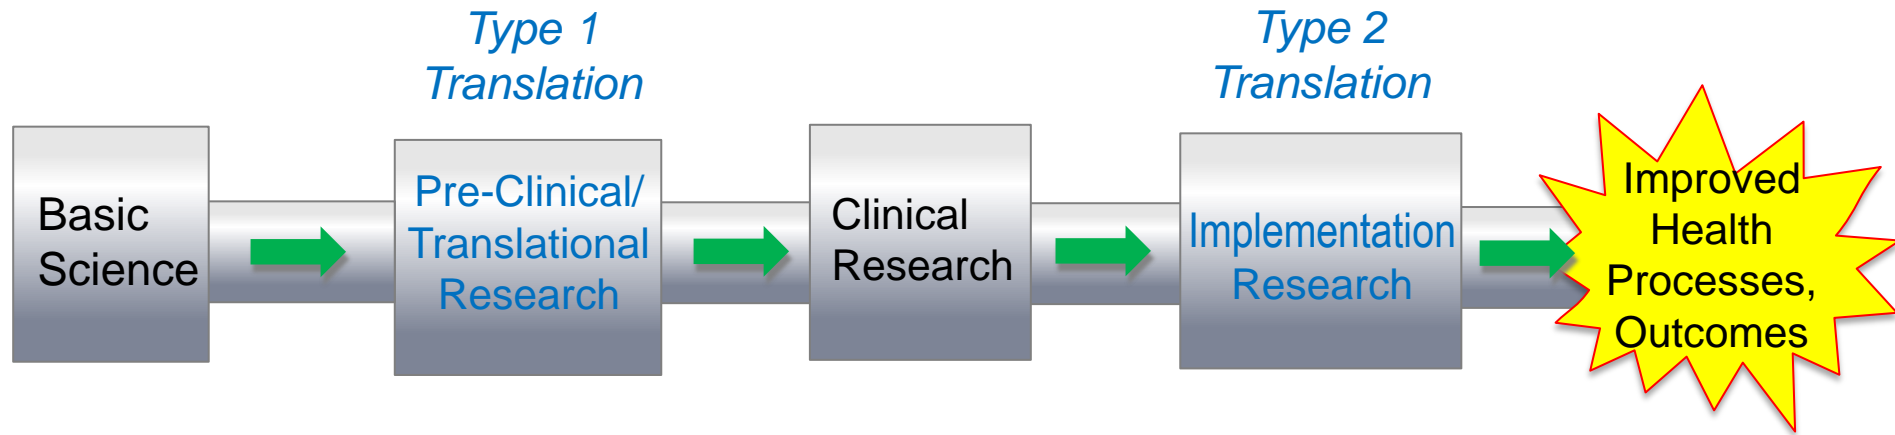 Type 1
Translation
Type 2
Translation
Basic
Science
Pre-Clinical/
Translational
Research
Clinical
Research
Implementation
Research
Improved
Health
Processes,
Outcomes